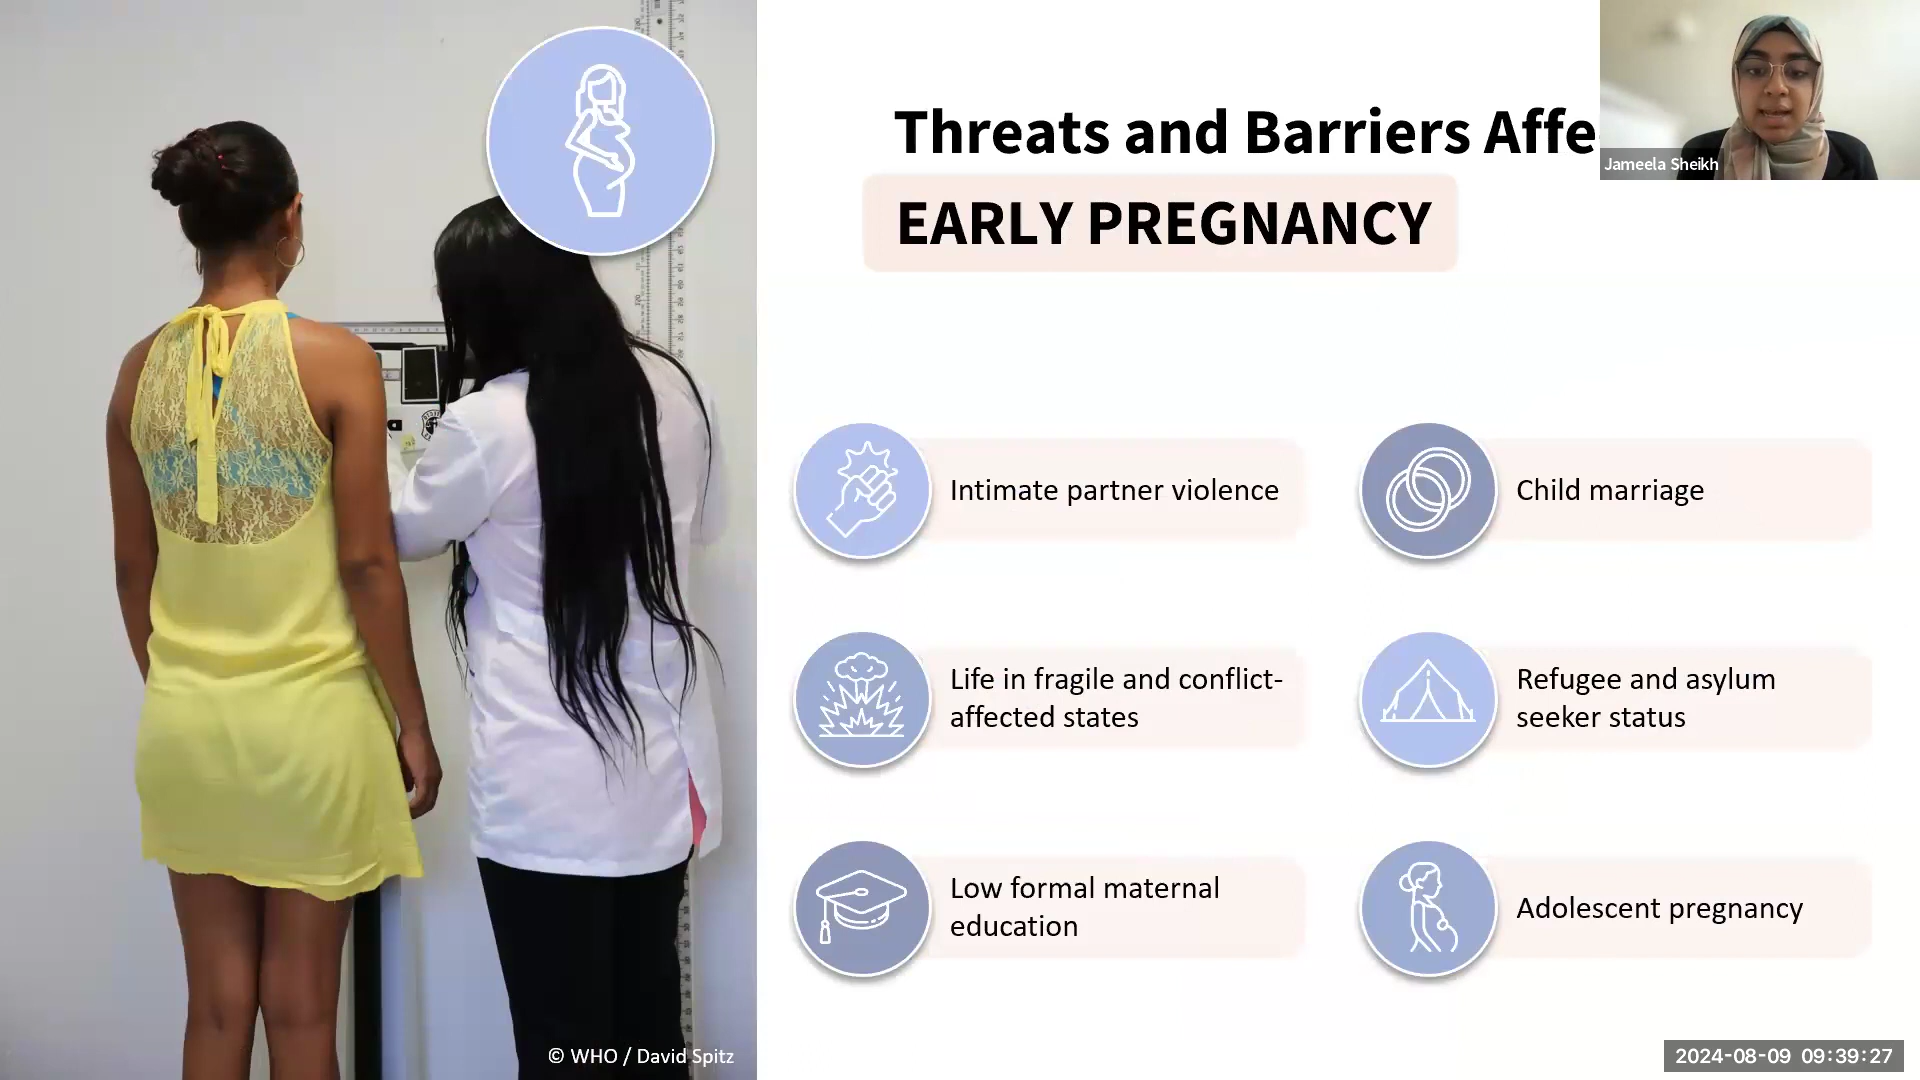 Threats and Barriers Affe
Jameela Sheikh
EARLY PREGNANCY
Intimate partner violence
Child marriage
Life in fragile and conflict-
affected states
Refugee and asylum
seeker status
Low formal maternal
education
Adolescent pregnancy
© WHO / David Spitz
2024-08-09 09:39:27